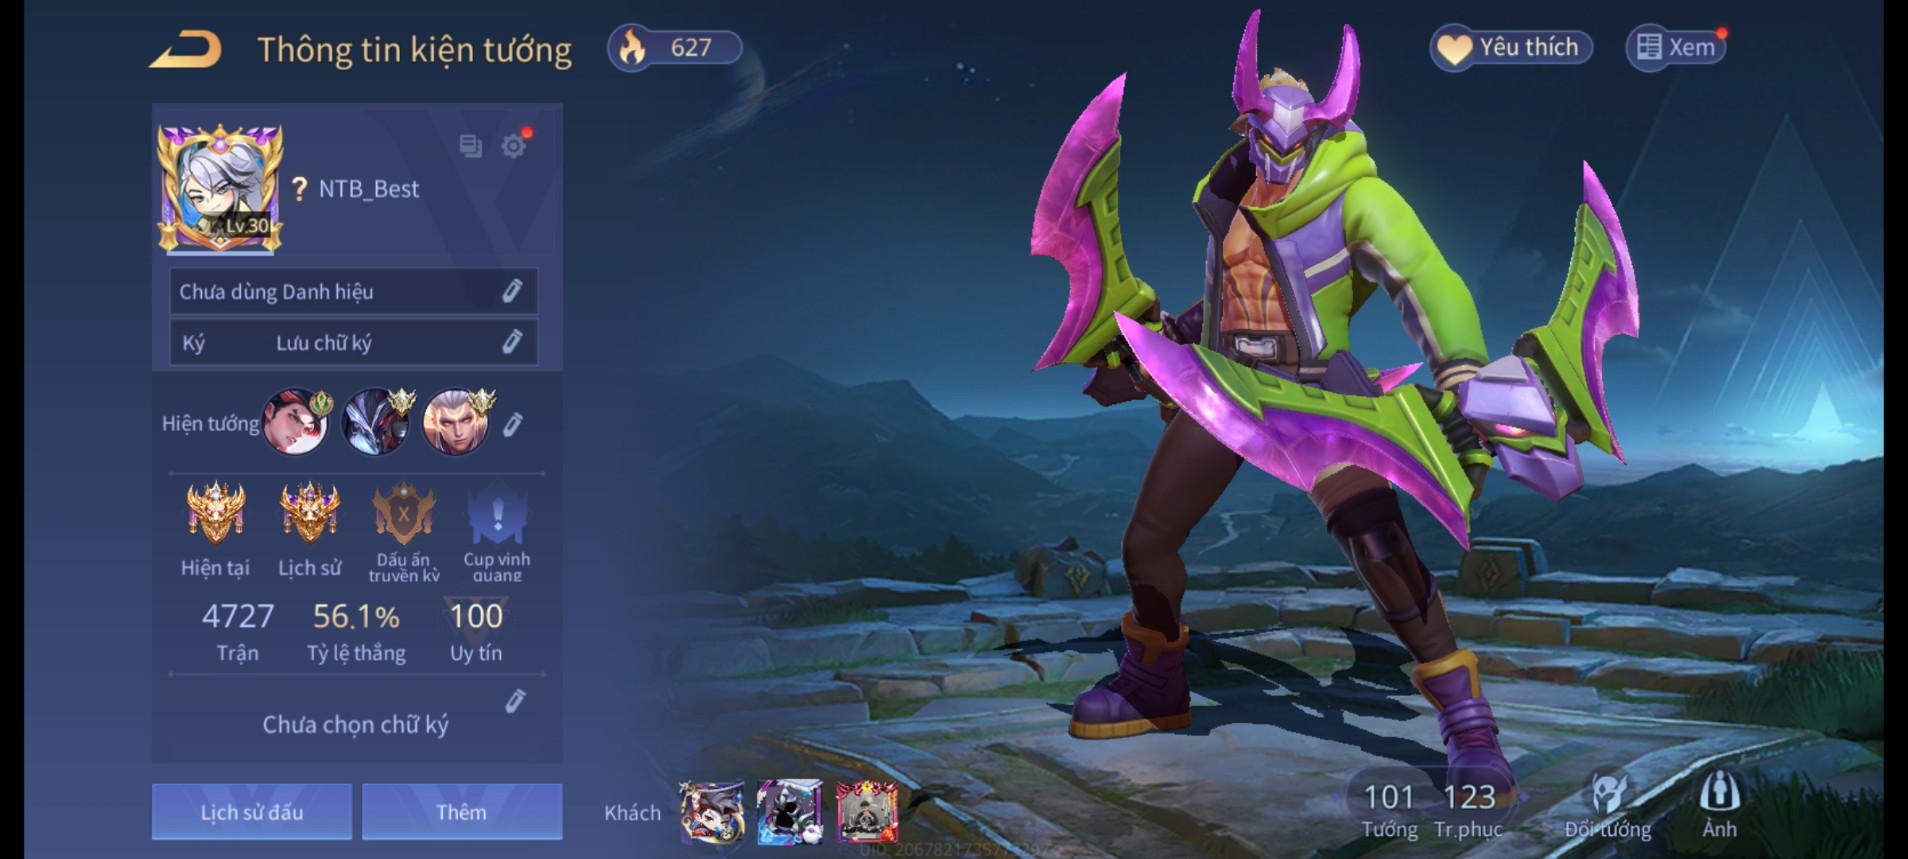 Thông tin kiện tướng
627
Yêu thích
Xem
? NTB_Best
Lv.30
Chưa dùng Danh hiệu
Ký Lưu chữ ký
Hiện tướng
Hiện tại
Lịch sử
Dấu ấn
truyền kỳ
X
Cup vinh
quang
4727 56.1% 100
Trận Tỷ lệ thắng Uy tín
Chưa chọn chữ ký
Lịch sử đấu
Thêm
Khách
101 123
Tướng Tr.phục
Đổi tướng
Ảnh
UID: